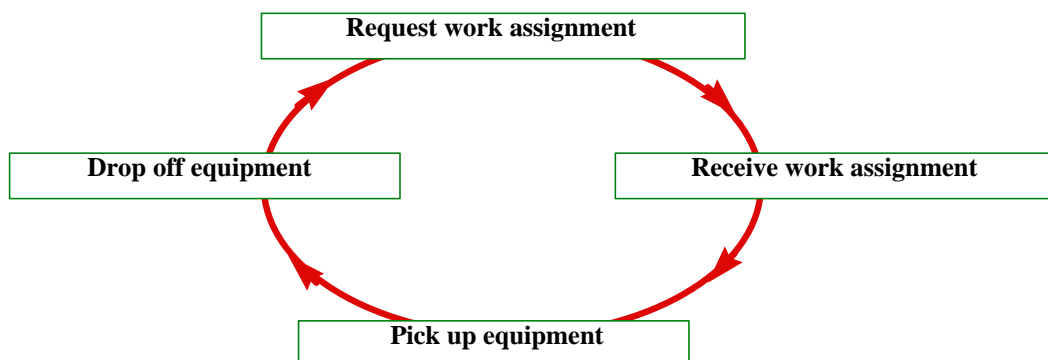 Request work assignment
Drop off equipment
Receive work assignment
Pick up equipment